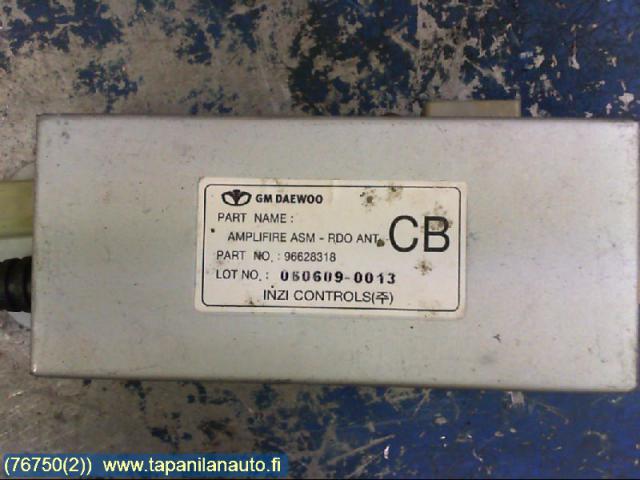 GM DAEWOO
PART NAME :
AMPLIFIRE ASM - RDO ANT
CB
PART NO. : 96628318
LOT NO. : 060609-0013
INZI CONTROLS(주)
(76750(2)) www.tapanilanauto.fi